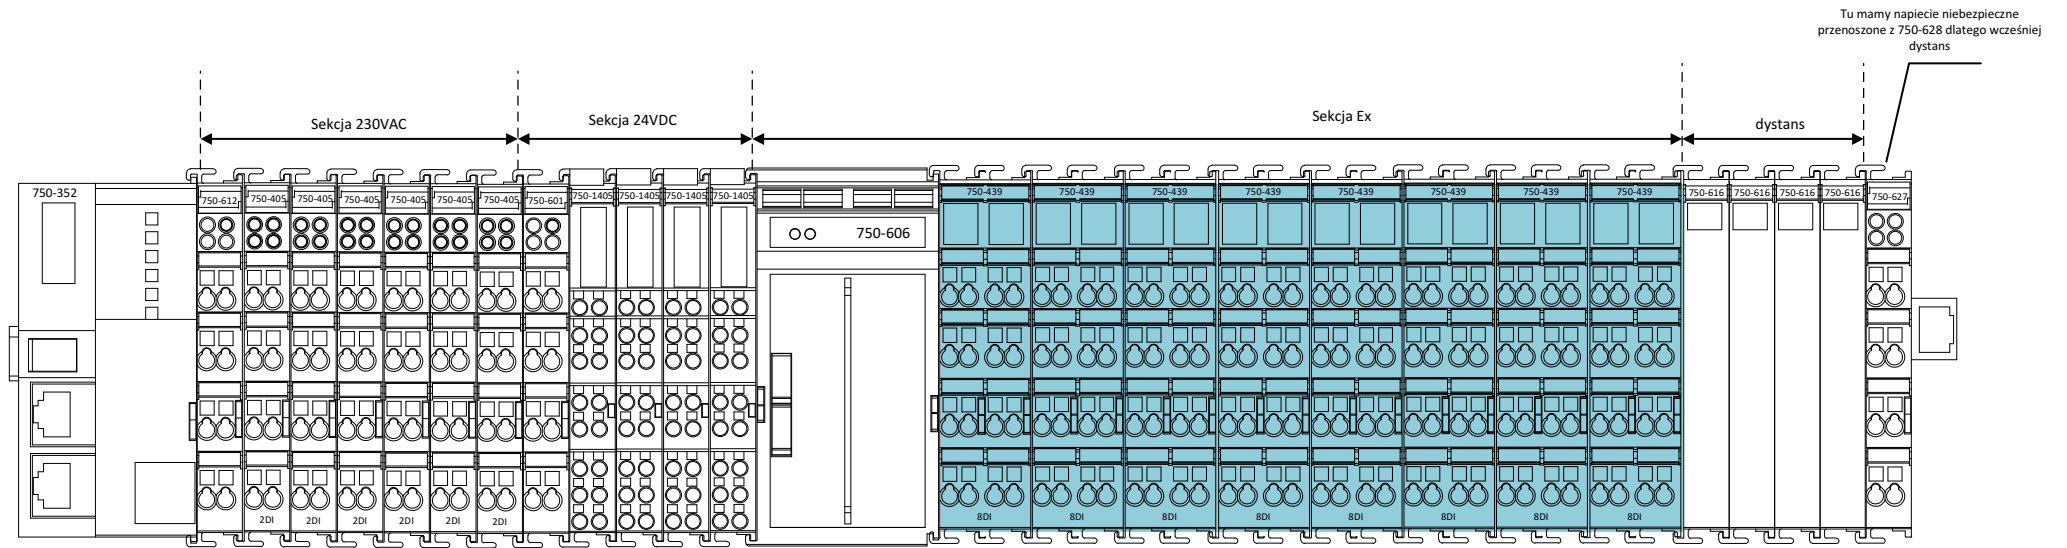 Tu mamy napiecie niebezpieczne
przenoszone z 750-628 dlatego wcześniej
dystans
Sekcja 230VAC
Sekcja 24VDC
Sekcja Ex
dystans
750-352
750-612
750-405
750-405
750-405
750-405
750-405
750-405
750-601
750-1405
750-1405
750-1405
750-1405
750-606
750-439
750-439
750-439
750-439
750-439
750-439
750-439
750-439
750-616
750-616
750-616
750-616
750-627
2DI
2DI
2DI
2DI
2DI
2DI
8DI
8DI
8DI
8DI
8DI
8DI
8DI
8DI